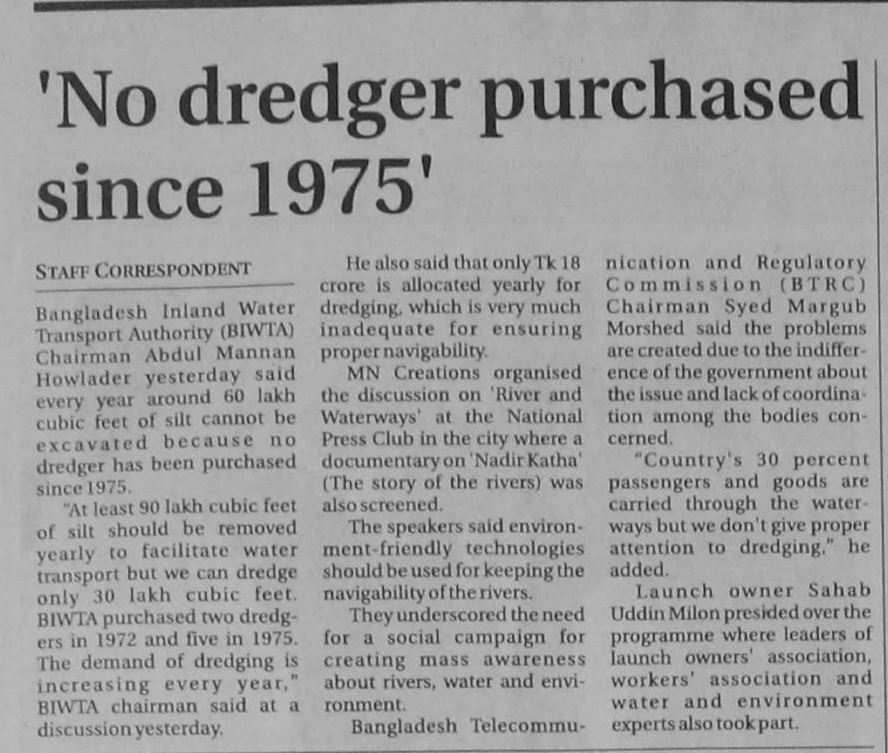 'No dredger purchased
since 1975'
STAFF CORRESPONDENT
Bangladesh Inland Water
Transport Authority (BIWTA)
Chairman Abdul Mannan
Howlader yesterday said
every year around 60 lakh
cubic feet of silt cannot be
excavated because no
dredger has been purchased
since 1975.
"At least 90 lakh cubic feet
of silt should be removed
yearly to facilitate water
transport but we can dredge
only 30 lakh cubic feet.
BIWTA purchased two dredg-
ers in 1972 and five in 1975.
The demand of dredging is
increasing every year,"
BIWTA chairman said at a
discussion yesterday.
He also said that only Tk 18
crore is allocated yearly for
dredging, which is very much
inadequate for ensuring
proper navigability.
MN Creations organised
the discussion on 'River and
Waterways' at the National
Press Club in the city where a
documentary on 'Nadir Katha'
(The story of the rivers) was
also screened.
The speakers said environ-
ment-friendly technologies
should be used for keeping the
navigability of the rivers.
They underscored the need
for a social campaign for
creating mass awareness
about rivers, water and envi-
ronment.
Bangladesh Telecommu-
nication and Regulatory
Commission (BTRC)
Chairman Syed Margub
Morshed said the problems
are created due to the indiffer-
ence of the government about
the issue and lack of coordina-
tion among the bodies con-
cerned.
"Country's 30 percent
passengers and goods are
carried through the water-
ways but we don't give proper
attention to dredging," he
added.
Launch owner Sahab
Uddin Milon presided over the
programme where leaders of
launch owners' association,
workers' association and
water and environment
experts also took part.